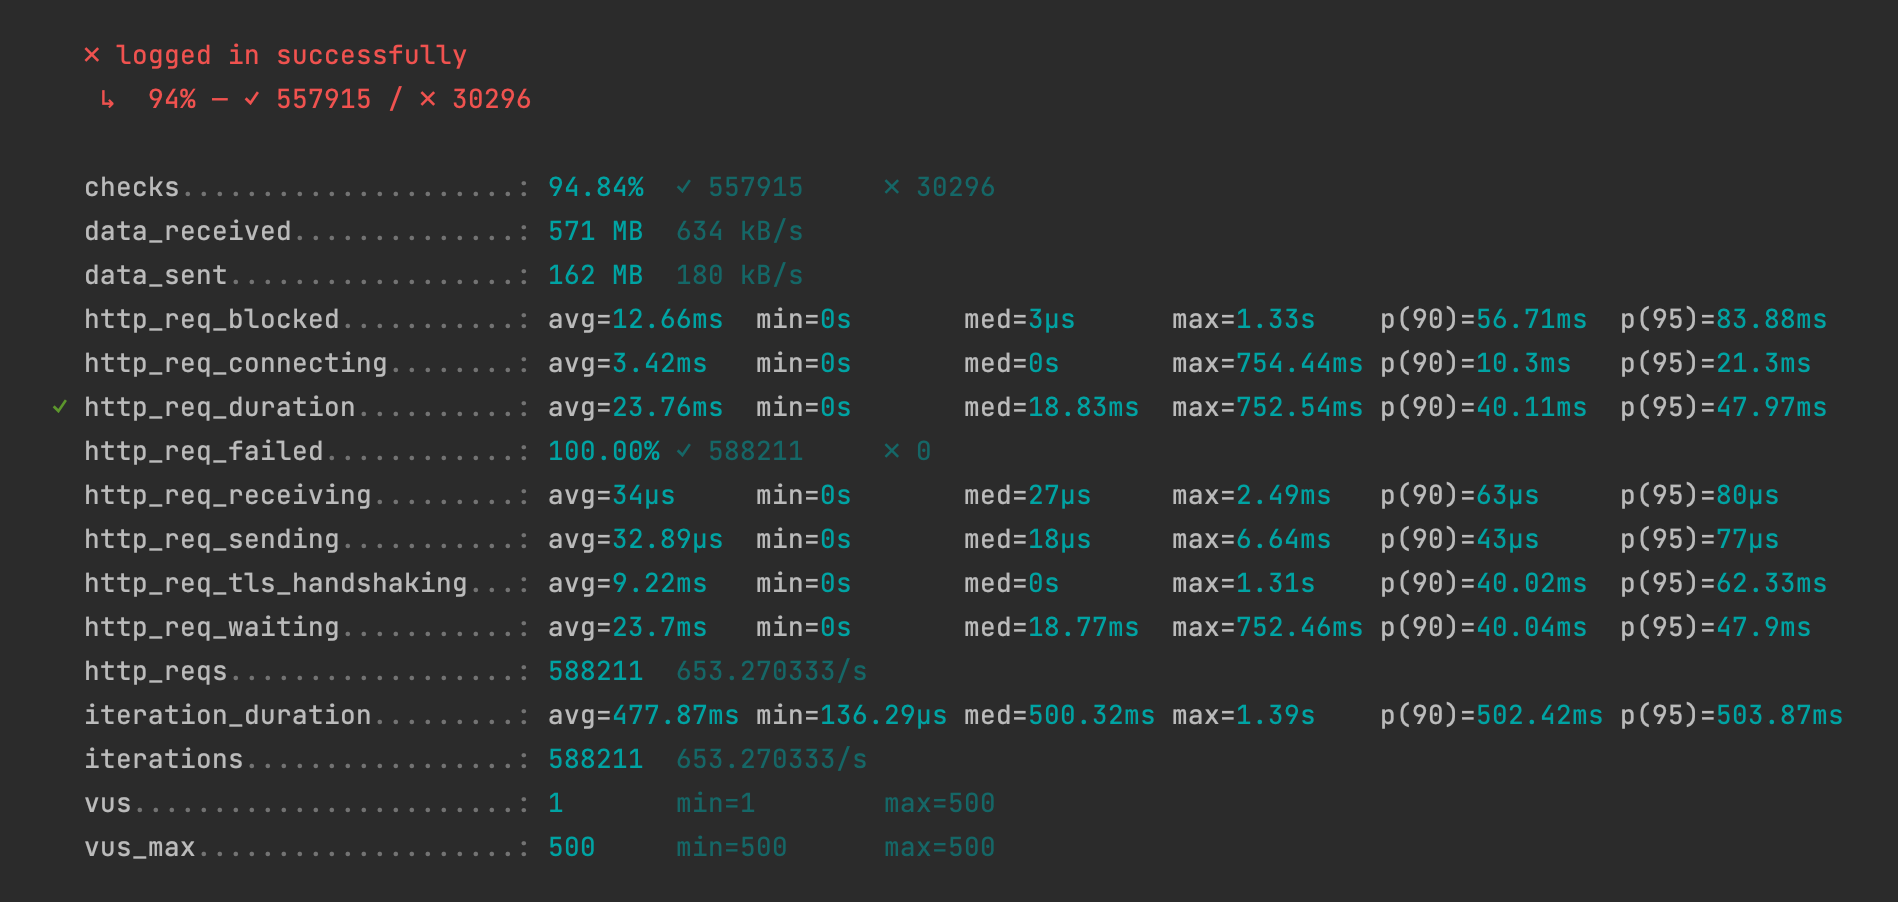 ✗ logged in successfully
↳  94% — ✓ 557915 / ✗ 30296
checks.....................: 94.84%  ✓ 557915     ✗ 30296
data_received..............: 571 MB  634 kB/s
data_sent..................: 162 MB  180 kB/s
http_req_blocked...........: avg=12.66ms  min=0s       med=3µs      max=1.33s    p(90)=56.71ms  p(95)=83.88ms
http_req_connecting........: avg=3.42ms   min=0s       med=0s       max=754.44ms p(90)=10.3ms   p(95)=21.3ms
✓ http_req_duration..........: avg=23.76ms  min=0s       med=18.83ms  max=752.54ms p(90)=40.11ms  p(95)=47.97ms
http_req_failed............: 100.00% ✓ 588211     ✗ 0
http_req_receiving.........: avg=34µs     min=0s       med=27µs     max=2.49ms   p(90)=63µs     p(95)=80µs
http_req_sending...........: avg=32.89µs  min=0s       med=18µs     max=6.64ms   p(90)=43µs     p(95)=77µs
http_req_tls_handshaking...: avg=9.22ms   min=0s       med=0s       max=1.31s    p(90)=40.02ms  p(95)=62.33ms
http_req_waiting...........: avg=23.7ms   min=0s       med=18.77ms  max=752.46ms p(90)=40.04ms  p(95)=47.9ms
http_reqs..................: 588211  653.270333/s
iteration_duration.........: avg=477.87ms min=136.29µs med=500.32ms max=1.39s    p(90)=502.42ms p(95)=503.87ms
iterations.................: 588211  653.270333/s
vus........................: 1       min=1        max=500
vus_max....................: 500     min=500      max=500